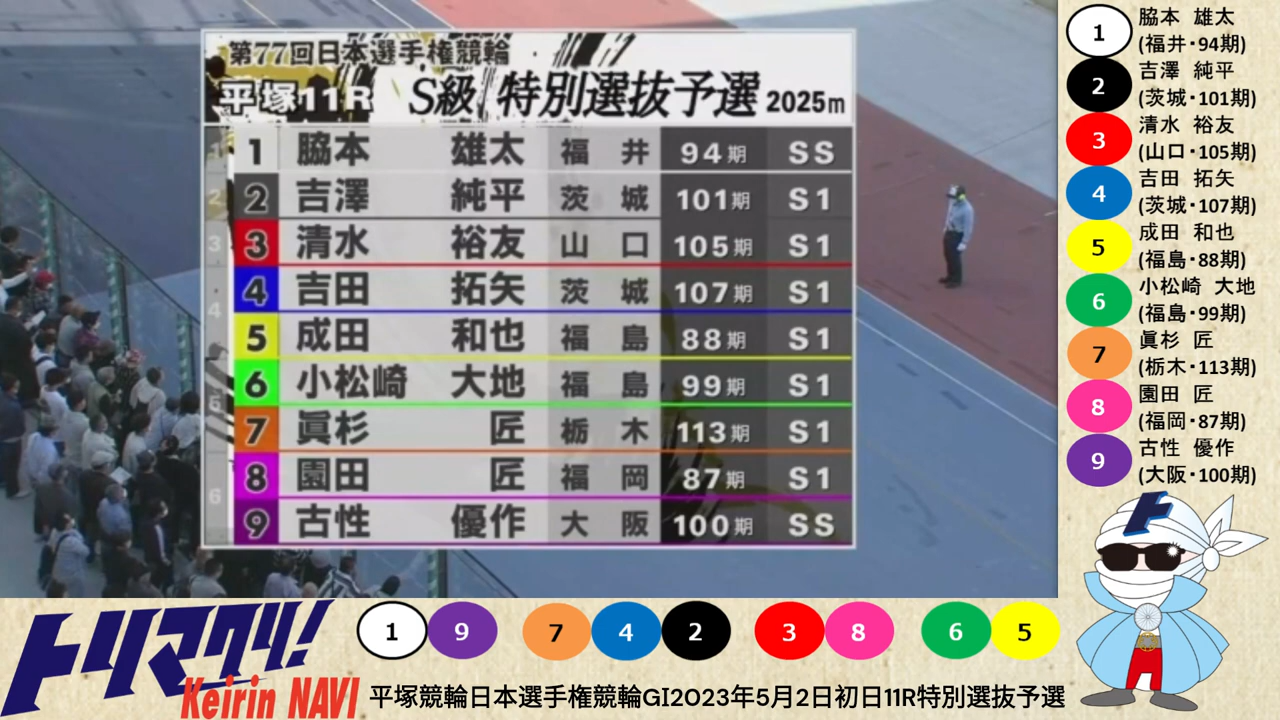 第77回日本選手権競輪
平塚11R S級 特別選抜予選 2025m
1 脇本 雄太 福井 94期 SS
2 吉澤 純平 茨城 101期 S1
3 清水 裕友 山口 105期 S1
4 吉田 拓矢 茨城 107期 S1
5 成田 和也 福島 88期 S1
6 小松崎 大地 福島 99期 S1
7 眞杉 匠 栃木 113期 S1
8 園田 匠 福岡 87期 S1
9 古性 優作 大阪 100期 SS
1 脇本 雄太
(福井・94期)
2 吉澤 純平
(茨城・101期)
3 清水 裕友
(山口・105期)
4 吉田 拓矢
(茨城・107期)
5 成田 和也
(福島・88期)
6 小松崎 大地
(福島・99期)
7 眞杉 匠
(栃木・113期)
8 園田 匠
(福岡・87期)
9 古性 優作
(大阪・100期)
トリマクリ!
Keirin NAVI
1 9 7 4 2 3 8 6 5
平塚競輪日本選手権競輪GI2023年5月2日初日11R特別選抜予選